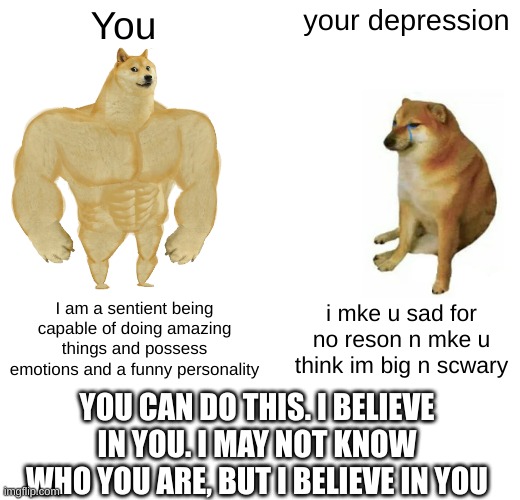 You
your depression
I am a sentient being
capable of doing amazing
things and possess
emotions and a funny personality
i mke u sad for
no reson n mke u
think im big n scwary
YOU CAN DO THIS. I BELIEVE
IN YOU. I MAY NOT KNOW
WHO YOU ARE, BUT I BELIEVE IN YOU
imgflip.com